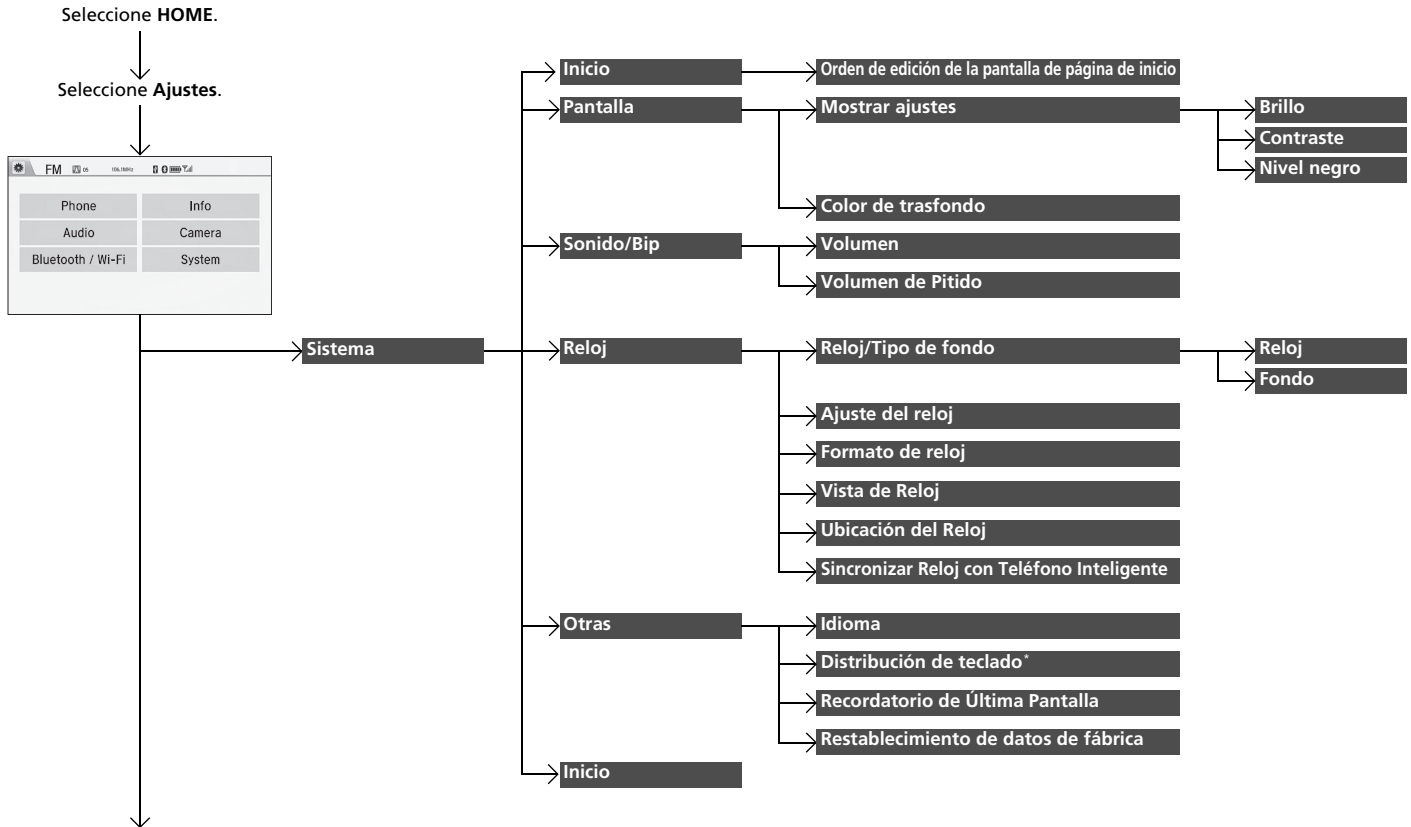 Seleccione HOME.
Seleccione Ajustes.
FM 05 106.1MHz
Phone Info
Audio Camera
Bluetooth / Wi-Fi System
Sistema
Inicio
Orden de edición de la pantalla de página de inicio
Pantalla
Mostrar ajustes
Brillo
Contraste
Nivel negro
Color de trasfondo
Sonido/Bip
Volumen
Volumen de Pitido
Reloj
Reloj/Tipo de fondo
Reloj
Fondo
Ajuste del reloj
Formato de reloj
Vista de Reloj
Ubicación del Reloj
Sincronizar Reloj con Teléfono Inteligente
Otras
Idioma
Distribución de teclado*
Recordatorio de Última Pantalla
Restablecimiento de datos de fábrica
Inicio